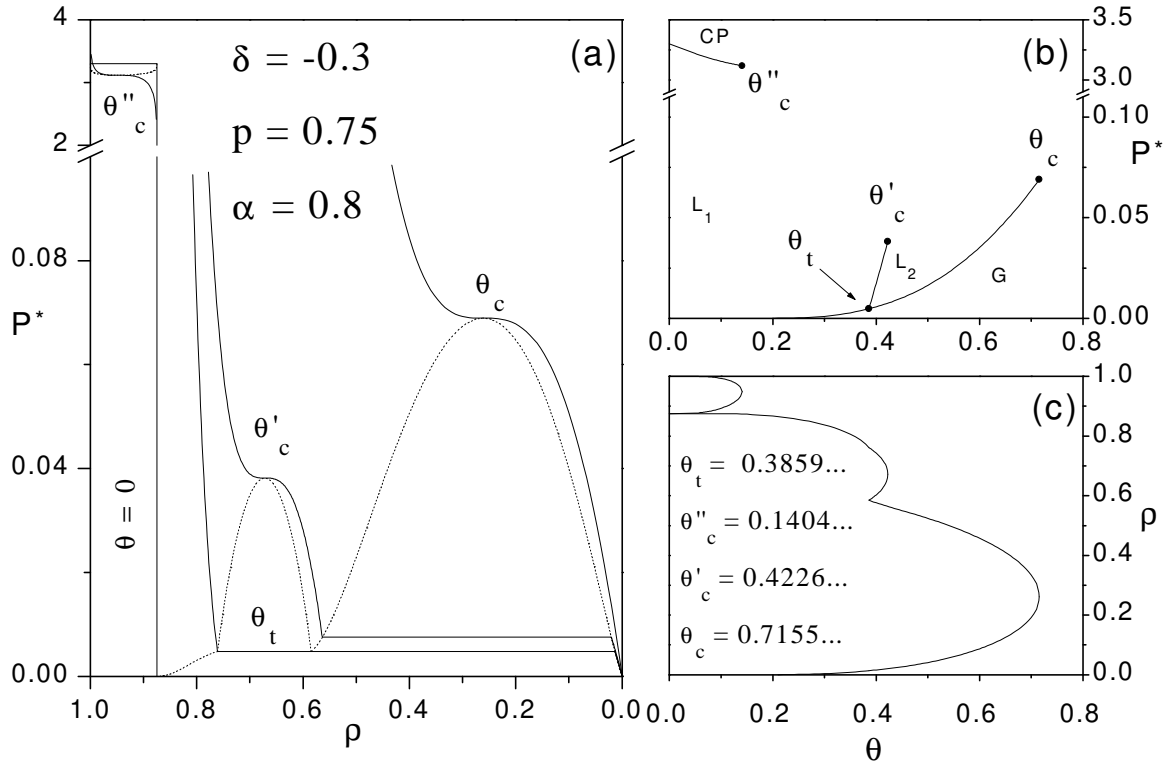 (a)
δ = -0.3
p = 0.75
α = 0.8
4
2
0.08
0.04
0.00
P*
θ''c
θ = 0
θ'c
θt
θc
1.0 0.8 0.6 0.4 0.2 0.0
ρ
(b)
CP
θ''c
θc
θ'c
θt
L1
L2
G
3.5
3.0
0.10
P*
0.05
0.00
0.0 0.2 0.4 0.6 0.8
(c)
θt = 0.3859...
θ''c = 0.1404...
θ'c = 0.4226...
θc = 0.7155...
1.0
0.8
0.6
ρ
0.4
0.2
0.0
0.0 0.2 0.4 0.6 0.8
θ